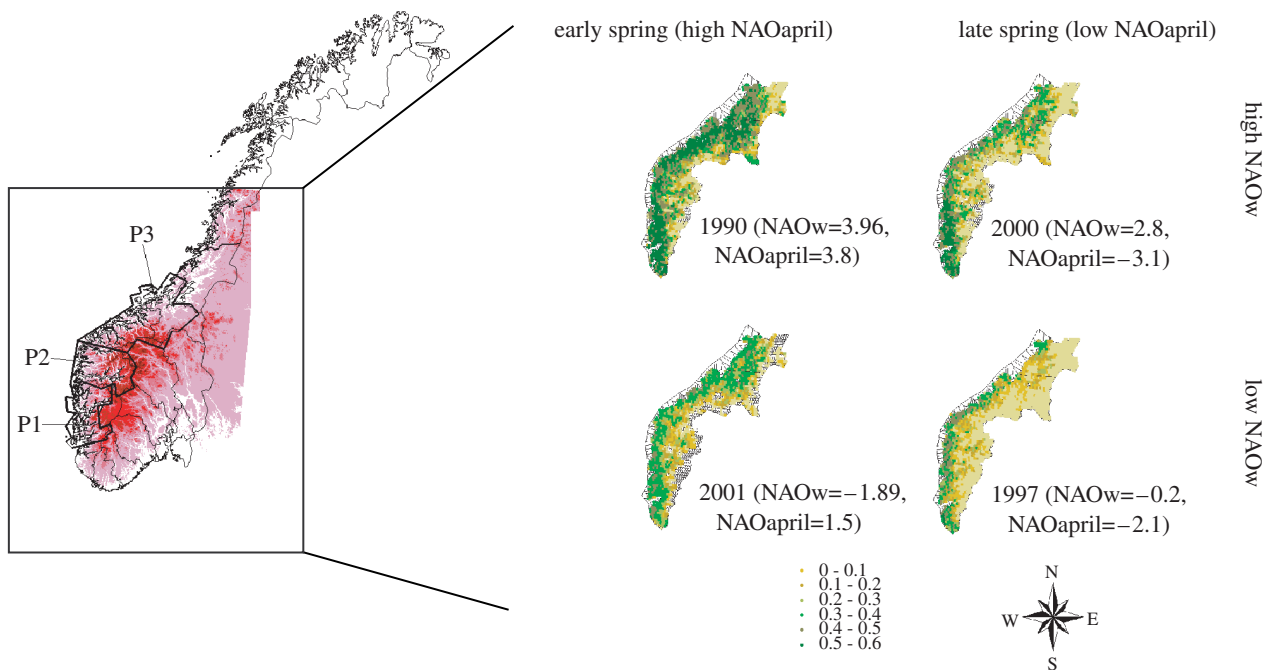 early spring (high NAOapril)
late spring (low NAOapril)
high NAOw
1990 (NAOw=3.96,
NAOapril=3.8)
2000 (NAOw=2.8,
NAOapril=−3.1)
P3
P2
P1
low NAOw
2001 (NAOw=−1.89,
NAOapril=1.5)
1997 (NAOw=−0.2,
NAOapril=−2.1)
0 - 0.1
0.1 - 0.2
0.2 - 0.3
0.3 - 0.4
0.4 - 0.5
0.5 - 0.6
N
W
E
S